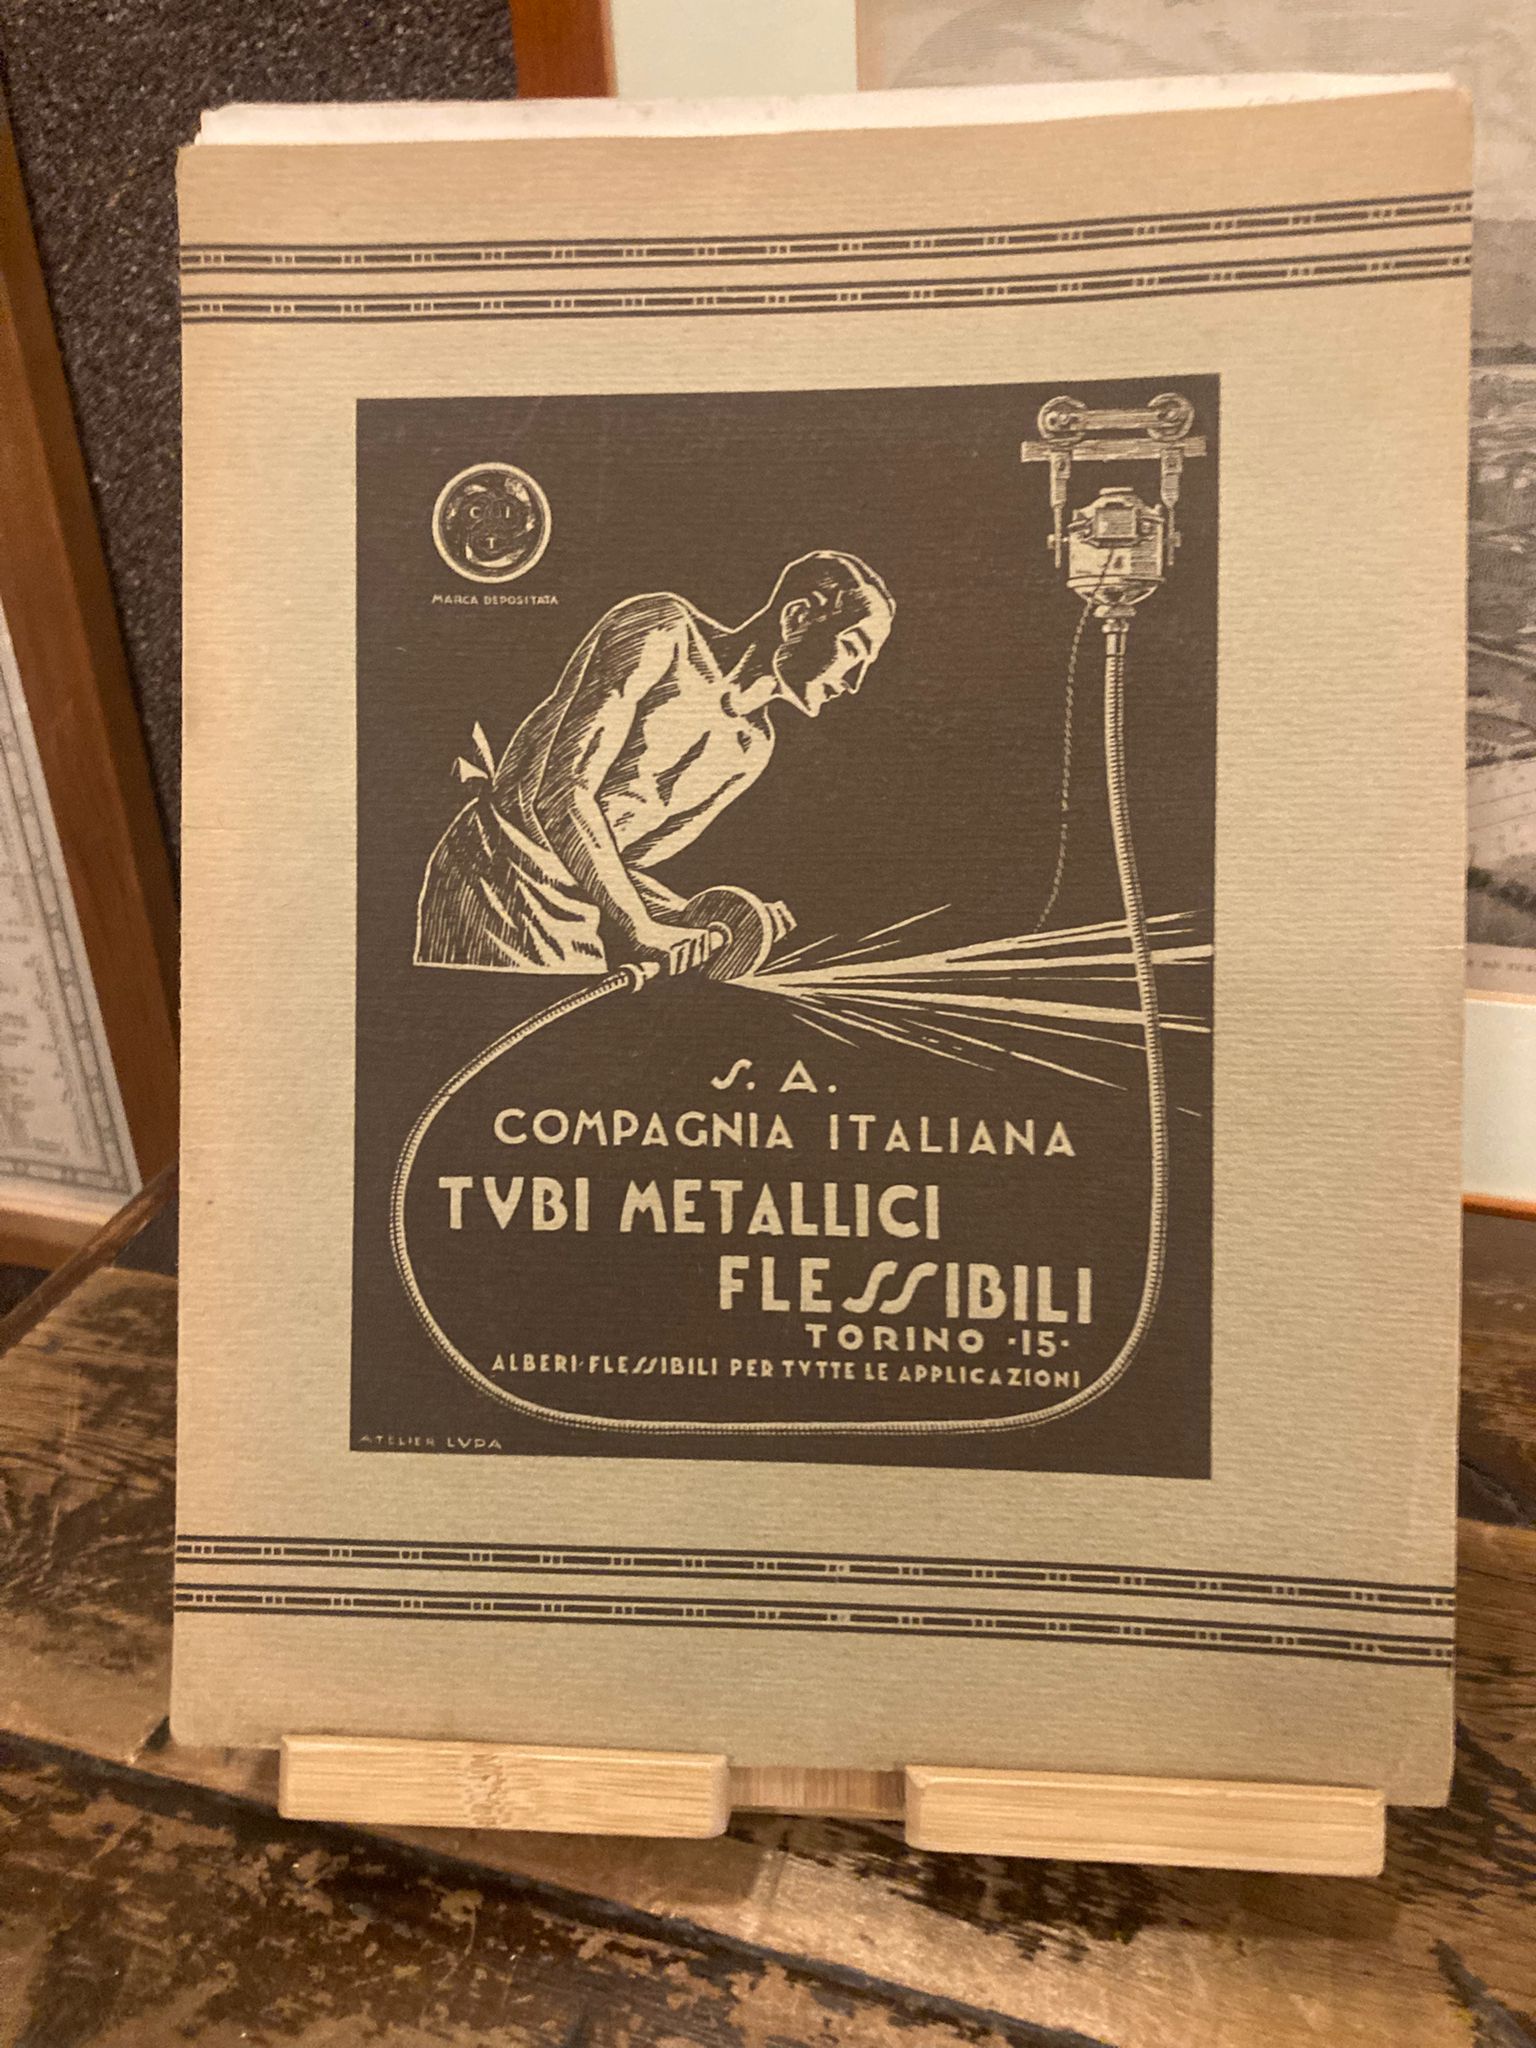 C I
T
MARCA DEPOSITATA
S. A.
COMPAGNIA ITALIANA
TVBI METALLICI
FLESSIBILI
TORINO ·15·
ALBERI·FLESSIBILI PER TVTTE LE APPLICAZIONI
ATELIER LVPA